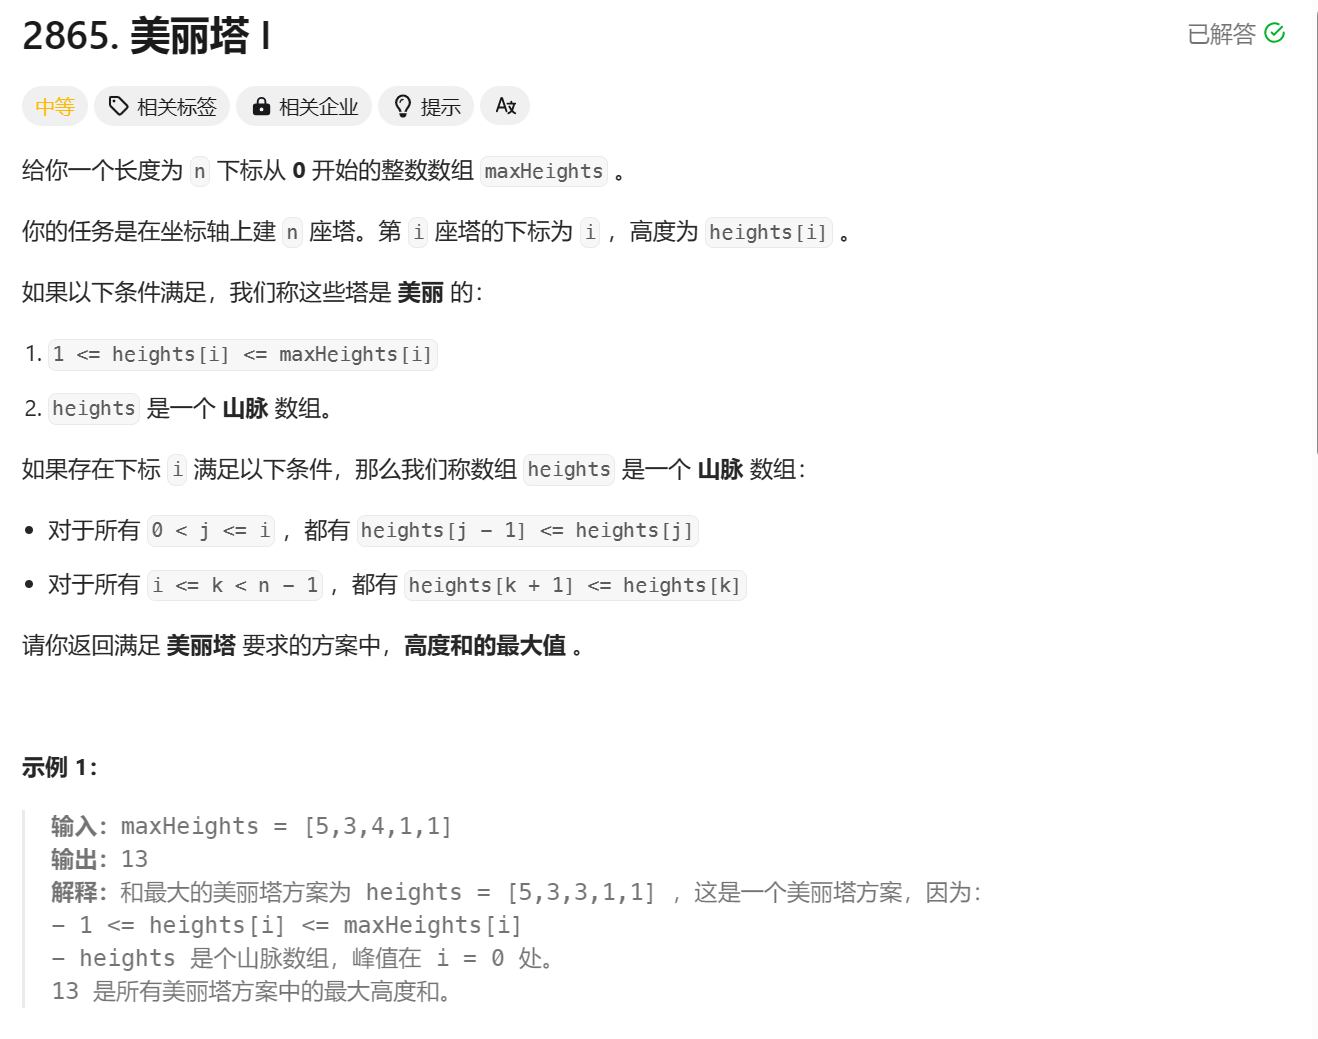 2865. 美丽塔 I
已解答
中等 相关标签 相关企业 提示
给你一个长度为 n 下标从 0 开始的整数数组 maxHeights 。
你的任务是在坐标轴上建 n 座塔。第 i 座塔的下标为 i ，高度为 heights[i] 。
如果以下条件满足，我们称这些塔是 美丽 的：
1. 1 <= heights[i] <= maxHeights[i]
2. heights 是一个 山脉 数组。
如果存在下标 i 满足以下条件，那么我们称数组 heights 是一个 山脉 数组：
• 对于所有 0 < j <= i ，都有 heights[j - 1] <= heights[j]
• 对于所有 i <= k < n - 1 ，都有 heights[k + 1] <= heights[k]
请你返回满足 美丽塔 要求的方案中，高度和的最大值 。
示例 1：
输入：maxHeights = [5,3,4,1,1]
输出：13
解释：和最大的美丽塔方案为 heights = [5,3,3,1,1] ，这是一个美丽塔方案，因为：
- 1 <= heights[i] <= maxHeights[i]
- heights 是个山脉数组，峰值在 i = 0 处。
13 是所有美丽塔方案中的最大高度和。